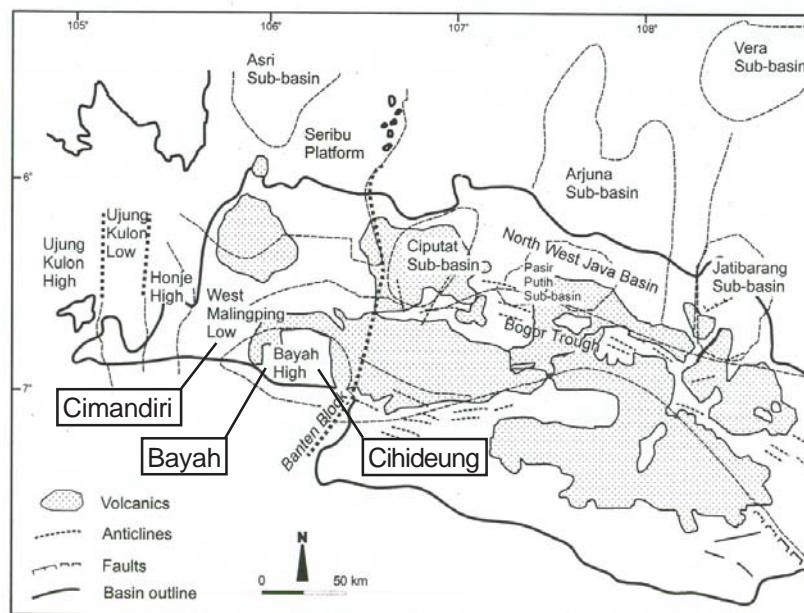 105°
106°
107°
108°
Asri
Sub-basin
Vera
Sub-basin
Seribu
Platform
6°
Arjuna
Sub-basin
Ujung
Kulon
Low
Ujung
Kulon
High
Honje
High
Ciputat
Sub-basin
North West Java Basin
Pasir
Putih
Sub-basin
Jatibarang
Sub-basin
West
Malingping
Low
Bogor Trough
Bayah
High
7°
Cimandiri
Bayah
Banten Block
Cihideung
Volcanics
Anticlines
Faults
Basin outline
N
0 50 km